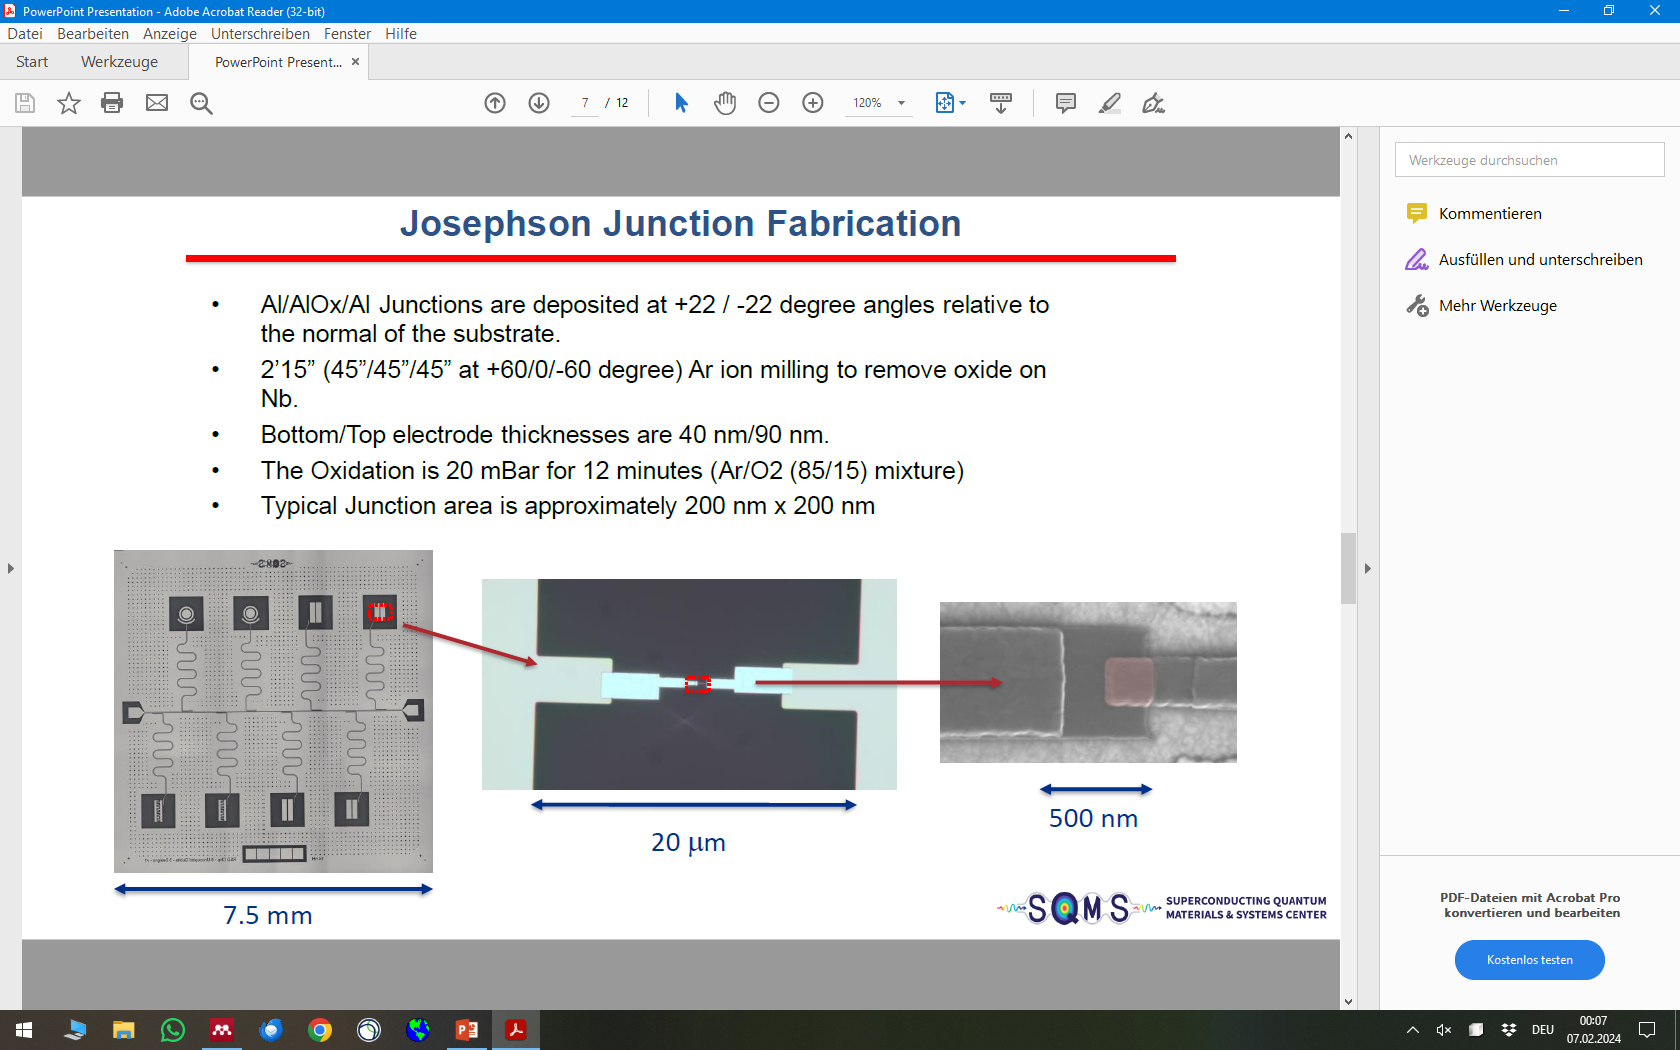 PowerPoint Presentation - Adobe Acrobat Reader (32-bit)
Datei Bearbeiten Anzeige Unterschreiben Fenster Hilfe
Start Werkzeuge PowerPoint Present... ×
7 / 12 120%
Werkzeuge durchsuchen
Kommentieren
Ausfüllen und unterschreiben
Mehr Werkzeuge
Josephson Junction Fabrication
• Al/AlOx/Al Junctions are deposited at +22 / -22 degree angles relative to
the normal of the substrate.
• 2’15” (45”/45”/45” at +60/0/-60 degree) Ar ion milling to remove oxide on
Nb.
• Bottom/Top electrode thicknesses are 40 nm/90 nm.
• The Oxidation is 20 mBar for 12 minutes (Ar/O2 (85/15) mixture)
• Typical Junction area is approximately 200 nm x 200 nm
7.5 mm
20 µm
500 nm
SQMS
SUPERCONDUCTING QUANTUM
MATERIALS & SYSTEMS CENTER
PDF-Dateien mit Acrobat Pro
konvertieren und bearbeiten
Kostenlos testen
DEU
00:07
07.02.2024